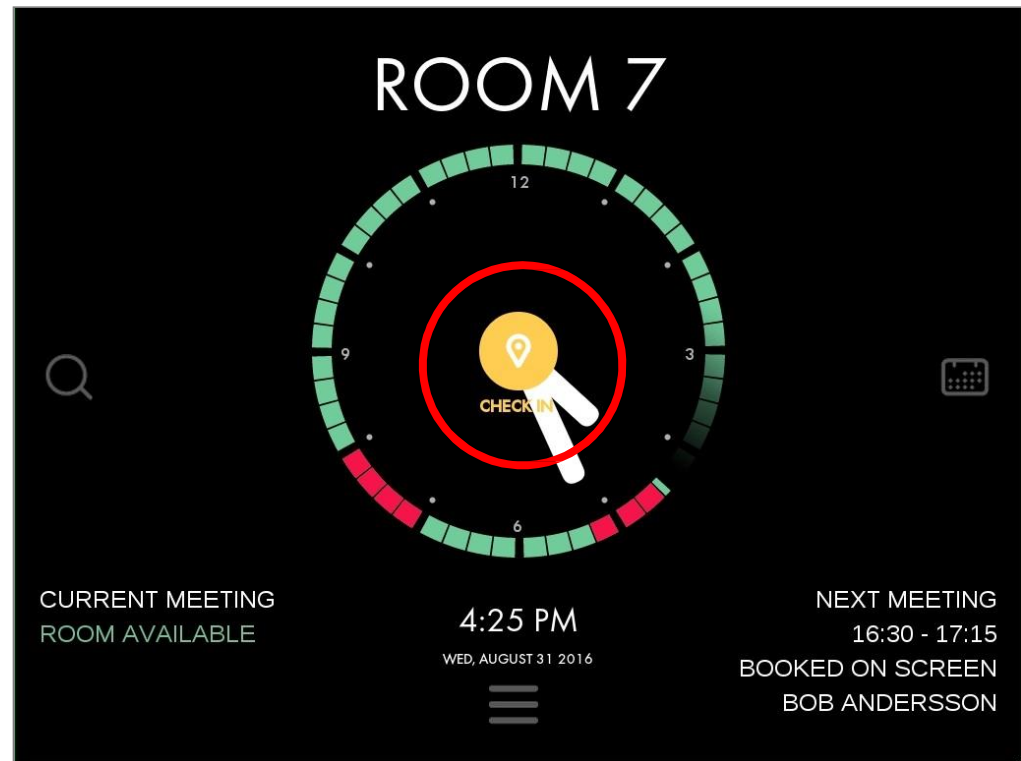 ROOM 7
12
9
3
CHECK IN
6
CURRENT MEETING
ROOM AVAILABLE
4:25 PM
WED, AUGUST 31 2016
NEXT MEETING
16:30 - 17:15
BOOKED ON SCREEN
BOB ANDERSSON